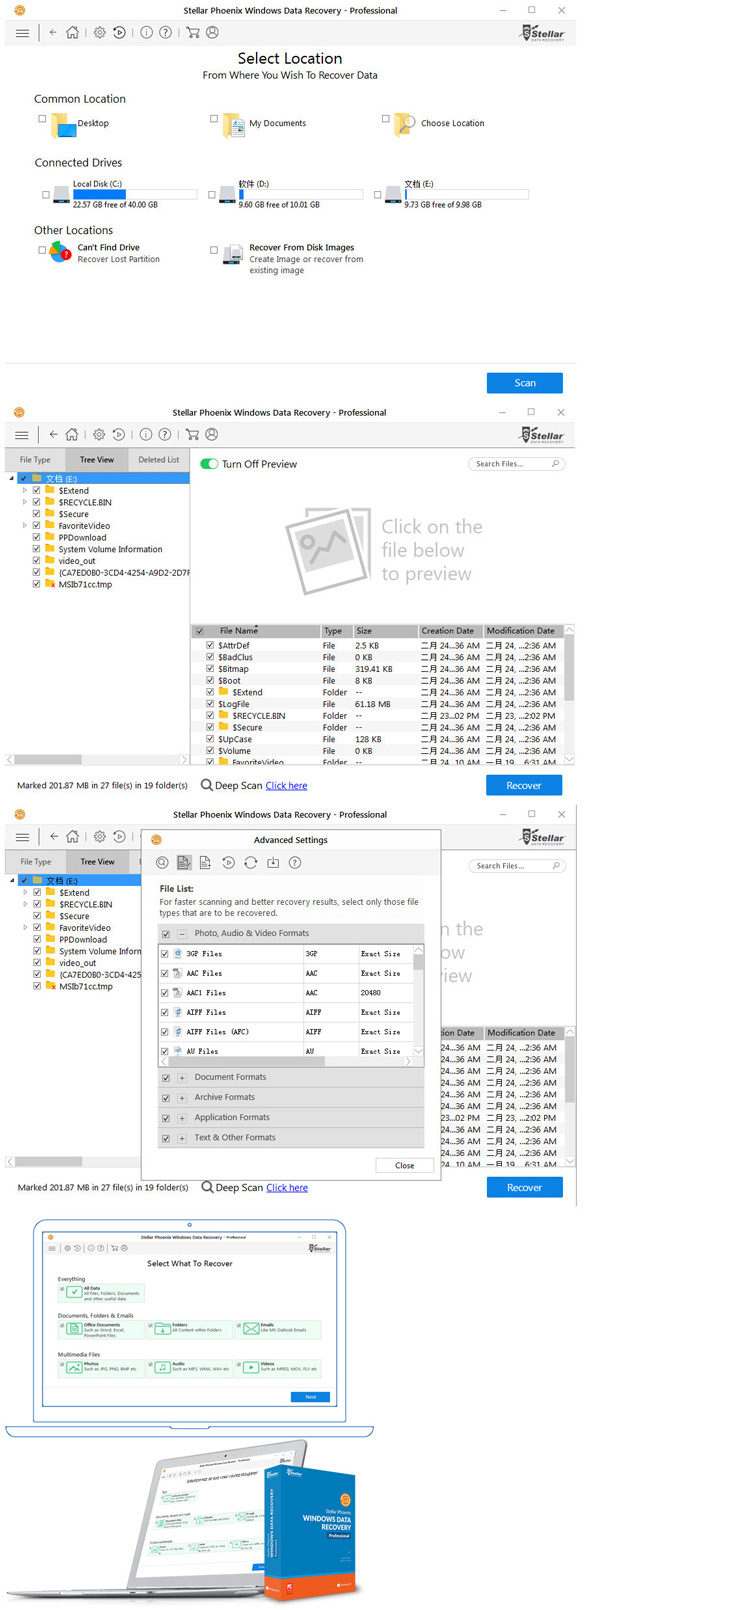 Stellar Phoenix Windows Data Recovery - Professional
Stellar
DATA RECOVERY
Select Location
From Where You Wish To Recover Data
Common Location
Desktop
My Documents
Choose Location
Connected Drives
Local Disk (C:)
软件 (D:)
文档 (E:)
22.57 GB free of 40.00 GB
9.60 GB free of 10.01 GB
9.73 GB free of 9.98 GB
Other Locations
Can't Find Drive
Recover Lost Partition
Recover From Disk Images
Create Image or recover from
existing image
Scan
Stellar Phoenix Windows Data Recovery - Professional
Stellar
DATA RECOVERY
File Type
Tree View
Deleted List
Turn Off Preview
Search Files...
文档 (E:)
$Extend
$RECYCLE.BIN
$Secure
FavoriteVideo
PPDownload
System Volume Information
video_out
{CA7ED0B0-3CD4-4254-A9D2-2D7F
MSIb71cc.tmp
Click on the
file below
to preview
File Name Type Size Creation Date Modification Date
$AttrDef File 2.5 KB 二月 24...36 AM 二月 24, ...2:36 AM
$BadClus File 0 KB 二月 24...36 AM 二月 24, ...2:36 AM
$Bitmap File 319.41 KB 二月 24...36 AM 二月 24, ...2:36 AM
$Boot File 8 KB 二月 24...36 AM 二月 24, ...2:36 AM
$Extend Folder -- 二月 24...36 AM 二月 24, ...2:36 AM
$LogFile File 61.18 MB 二月 24...36 AM 二月 24, ...2:36 AM
$RECYCLE.BIN Folder -- 二月 23...02 PM 二月 23, ...2:02 PM
$Secure Folder -- 二月 24...36 AM 二月 24, ...2:36 AM
$UpCase File 128 KB 二月 24...36 AM 二月 24, ...2:36 AM
$Volume File 0 KB 二月 24...36 AM 二月 24, ...2:36 AM
FavoriteVideo Folder -- 二月 24...10 AM 一月 19, ...6:31 AM
Marked 201.87 MB in 27 file(s) in 19 folder(s)
Deep Scan Click here
Recover
Stellar Phoenix Windows Data Recovery - Professional
Stellar
DATA RECOVERY
File Type
Tree View
Search Files...
文档 (E:)
$Extend
$RECYCLE.BIN
$Secure
FavoriteVideo
PPDownload
System Volume Inform
video_out
{CA7ED0B0-3CD4-425
MSIb71cc.tmp
Advanced Settings
File List:
For faster scanning and better recovery results, select only those file
types that are to be recovered.
Photo, Audio & Video Formats
3GP Files 3GP Exact Size
AAC Files AAC Exact Size
AAC1 Files AAC 20480
AIFF Files AIFF Exact Size
AIFF Files (AFC) AIFF Exact Size
AU Files AU Exact Size
Document Formats
Archive Formats
Application Formats
Text & Other Formats
Close
n the
ow
view
tion Date Modification Date
24...36 AM 二月 24, ...2:36 AM
24...36 AM 二月 24, ...2:36 AM
24...36 AM 二月 24, ...2:36 AM
24...36 AM 二月 24, ...2:36 AM
24...36 AM 二月 24, ...2:36 AM
24...36 AM 二月 24, ...2:36 AM
23...02 PM 二月 23, ...2:02 PM
24...36 AM 二月 24, ...2:36 AM
24...36 AM 二月 24, ...2:36 AM
24...36 AM 二月 24, ...2:36 AM
24...10 AM 一月 19, ...6:31 AM
Marked 201.87 MB in 27 file(s) in 19 folder(s)
Deep Scan Click here
Recover
Stellar Phoenix Windows Data Recovery - Professional
Stellar
Select What To Recover
Everything
All Data
All Files, Folders, Documents
and other useful data
Documents, Folders & Emails
Office Documents
Such as Word, Excel,
PowerPoint Files
Folders
All Content within Folders
Emails
Like MS Outlook Emails
Multimedia Files
Photos
Such as JPG, PNG, BMP etc
Audio
Such as MP3, WMA, WAV etc
Videos
Such as MPEG, MOV, FLV etc
Next
Stellar
Stellar
Stellar Phoenix
WINDOWS DATA
RECOVERY
Professional
WINDOWS DATA RECOVERY